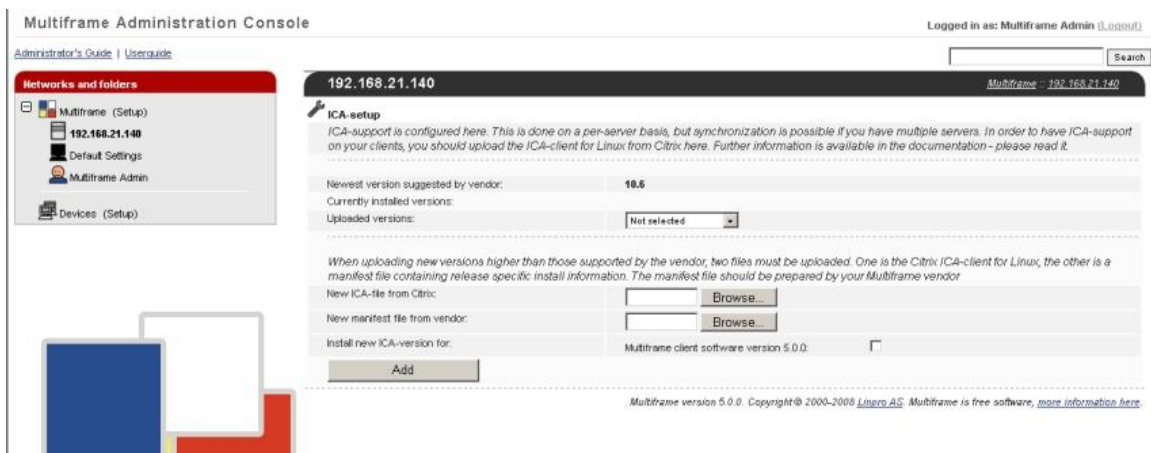 Multiframe Administration Console
Logged in as: Multiframe Admin (Logout)
Administrator's Guide | Userguide
Search
Networks and folders
Multiframe (Setup)
192.168.21.140
Default Settings
Multiframe Admin
Devices (Setup)
192.168.21.140
Multiframe :: 192.168.21.140
ICA-setup
ICA-support is configured here. This is done on a per-server basis, but synchronization is possible if you have multiple servers. In order to have ICA-support
on your clients, you should upload the ICA-client for Linux from Citrix here. Further information is available in the documentation - please read it.
Newest version suggested by vendor: 10.6
Currently installed versions:
Uploaded versions: Not selected
When uploading new versions higher than those supported by the vendor, two files must be uploaded. One is the Citrix ICA-client for Linux, the other is a
manifest file containing release specific install information. The manifest file should be prepared by your Multiframe vendor
New ICA-file from Citrix: Browse...
New manifest file from vendor: Browse...
Install new ICA-version for: Multiframe client software version 5.0.0:
Add
Multiframe version 5.0.0. Copyright © 2000-2008 Linpro AS. Multiframe is free software, more information here.